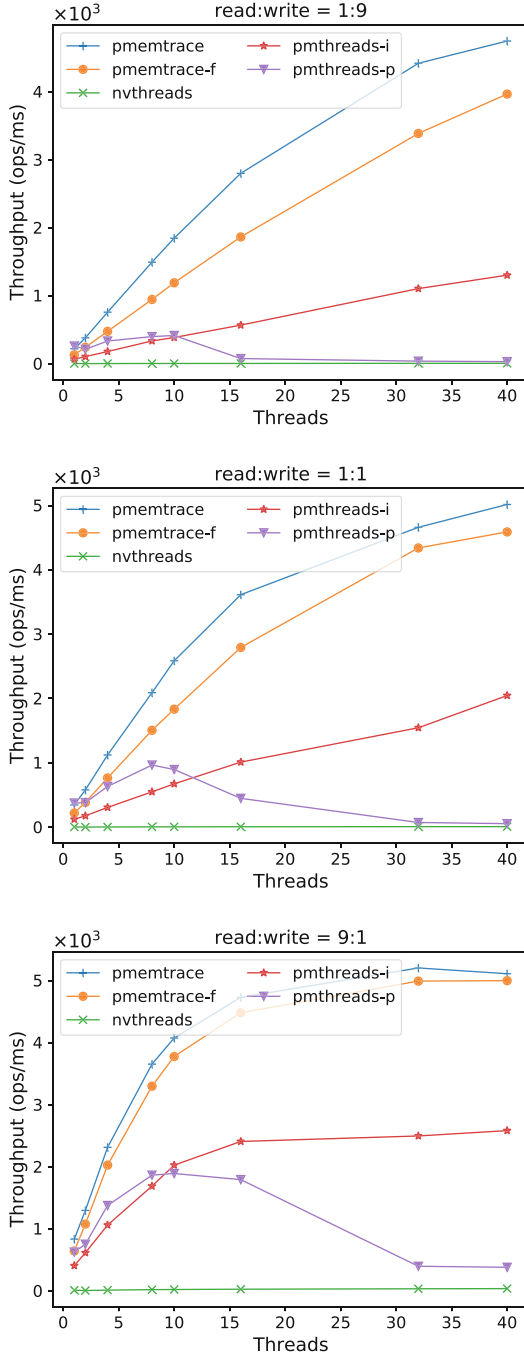 read:write = 1:9
×10³
pmemtrace pmthreads-i
pmemtrace-f pmthreads-p
nvthreads
Throughput (ops/ms)
4
3
2
1
0
0 5 10 15 20 25 30 35 40
Threads
read:write = 1:1
×10³
pmemtrace pmthreads-i
pmemtrace-f pmthreads-p
nvthreads
Throughput (ops/ms)
5
4
3
2
1
0
0 5 10 15 20 25 30 35 40
Threads
read:write = 9:1
×10³
pmemtrace pmthreads-i
pmemtrace-f pmthreads-p
nvthreads
Throughput (ops/ms)
5
4
3
2
1
0
0 5 10 15 20 25 30 35 40
Threads